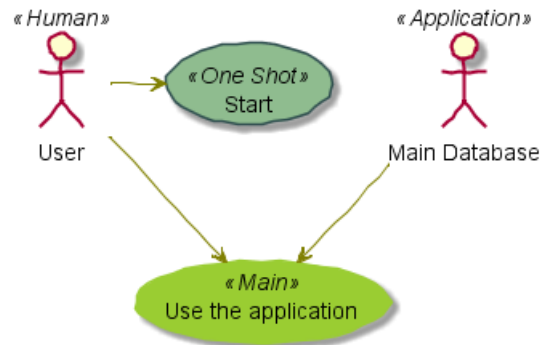 «Human»
«Application»
«One Shot»
Start
User
Main Database
«Main»
Use the application